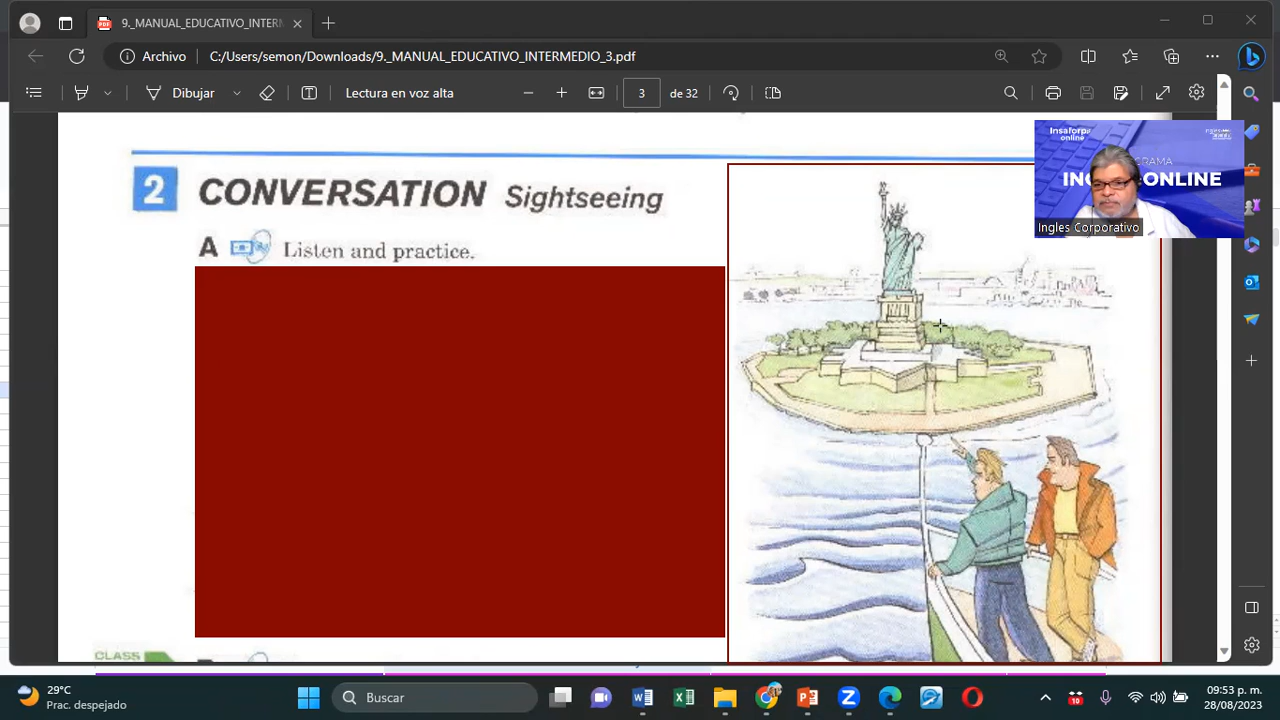 9._MANUAL_EDUCATIVO_INTERM
Archivo
C:/Users/semon/Downloads/9._MANUAL_EDUCATIVO_INTERMEDIO_3.pdf
Dibujar
Lectura en voz alta
3
de 32
2 CONVERSATION Sightseeing
A Listen and practice.
CLASS
Insaforp
online
ING
ONLINE
Ingles Corporativo
29°C
Prac. despejado
Buscar
10
09:53 p. m.
28/08/2023